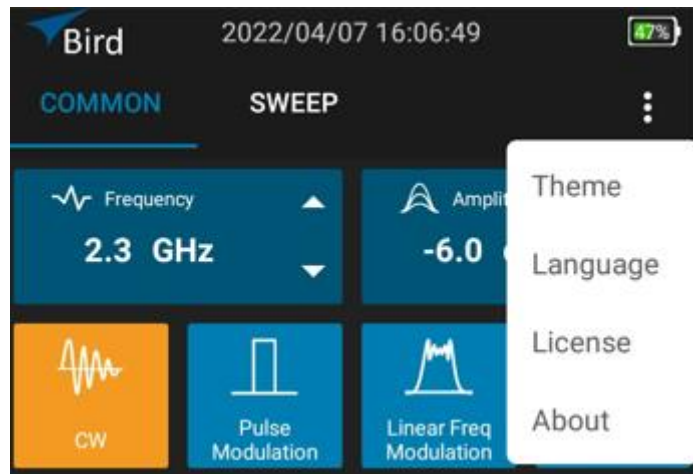 Bird 2022/04/07 16:06:49 47%
COMMON SWEEP
Frequency
2.3 GHz
-6.0
Theme
Language
License
About
CW
Pulse
Modulation
Linear Freq
Modulation